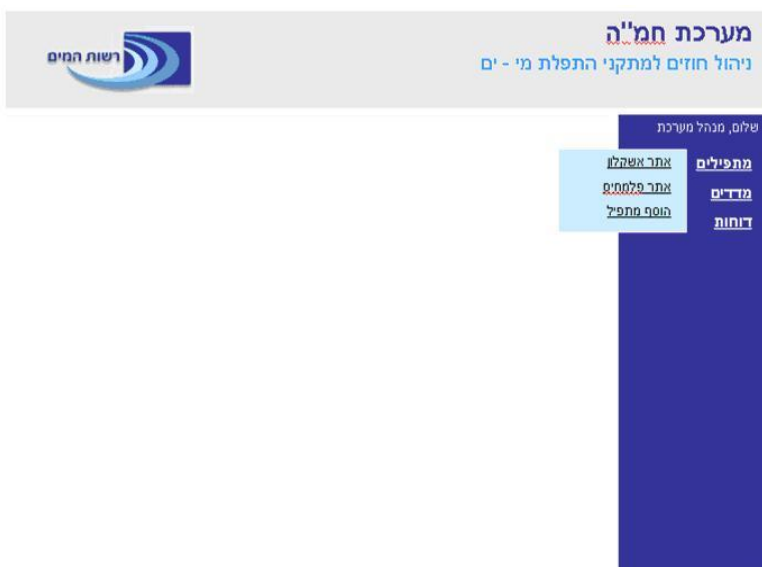 מערכת חמ''ה
ניהול חוזים למתקני התפלת מי - ים
רשות המים
שלום, מנהל מערכת
מתפילים
אתר אשקלון
אתר פלמחים
הוסף מתפיל
מדדים
דוחות